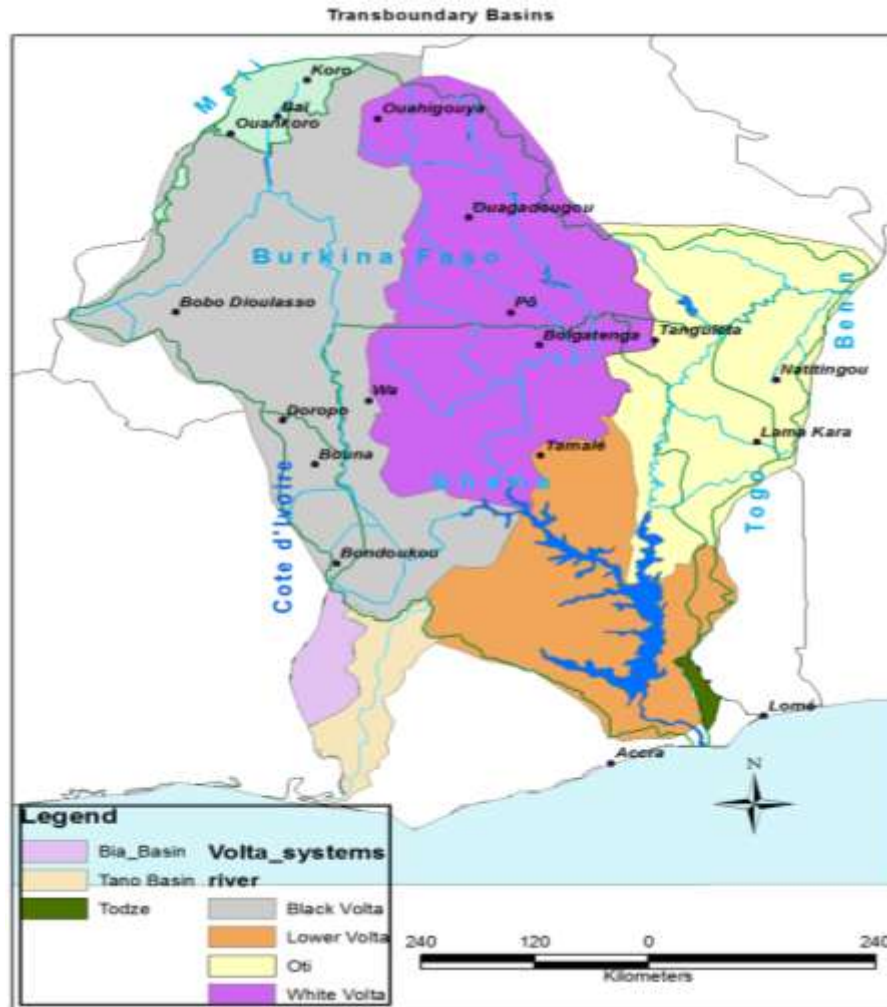 Transboundary Basins
Mali
Koro
Bai
Ouankoro
Ouahigouya
Ouagadougou
Burkina Faso
Bobo Dioulasso
Pô
Bolgatenga
Tanguieta
Benin
Natitingou
Wa
Doropo
Lama Kara
Bouna
Tamale
Ghana
Togo
Cote d'Ivoire
Bondoukou
Lomé
Accra
N
Legend
Bia_Basin
Tano Basin
Todze
Volta_systems
river
Black Volta
Lower Volta
Oti
White Volta
240 120 0 240
Kilometers